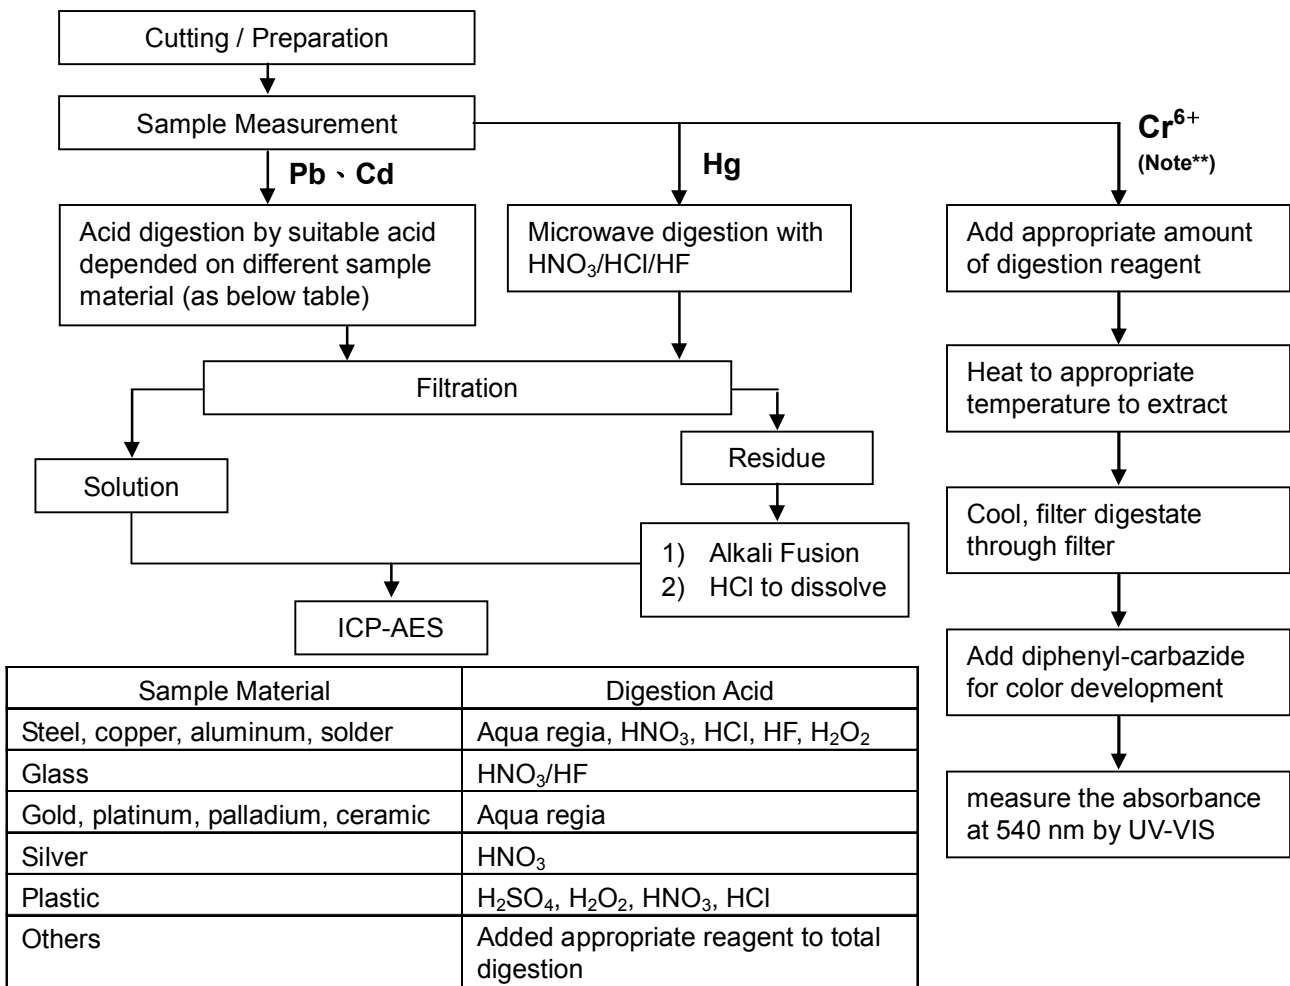 Cutting / Preparation
Sample Measurement
Pb、Cd
Hg
Cr⁶⁺
(Note**)
Acid digestion by suitable acid
depended on different sample
material (as below table)
Microwave digestion with
HNO₃/HCl/HF
Add appropriate amount
of digestion reagent
Filtration
Heat to appropriate
temperature to extract
Solution
Residue
Cool, filter digestate
through filter
1) Alkali Fusion
2) HCl to dissolve
ICP-AES
Add diphenyl-carbazide
for color development
measure the absorbance
at 540 nm by UV-VIS
Sample Material Digestion Acid
Steel, copper, aluminum, solder Aqua regia, HNO₃, HCl, HF, H₂O₂
Glass HNO₃/HF
Gold, platinum, palladium, ceramic Aqua regia
Silver HNO₃
Plastic H₂SO₄, H₂O₂, HNO₃, HCl
Others Added appropriate reagent to total
digestion